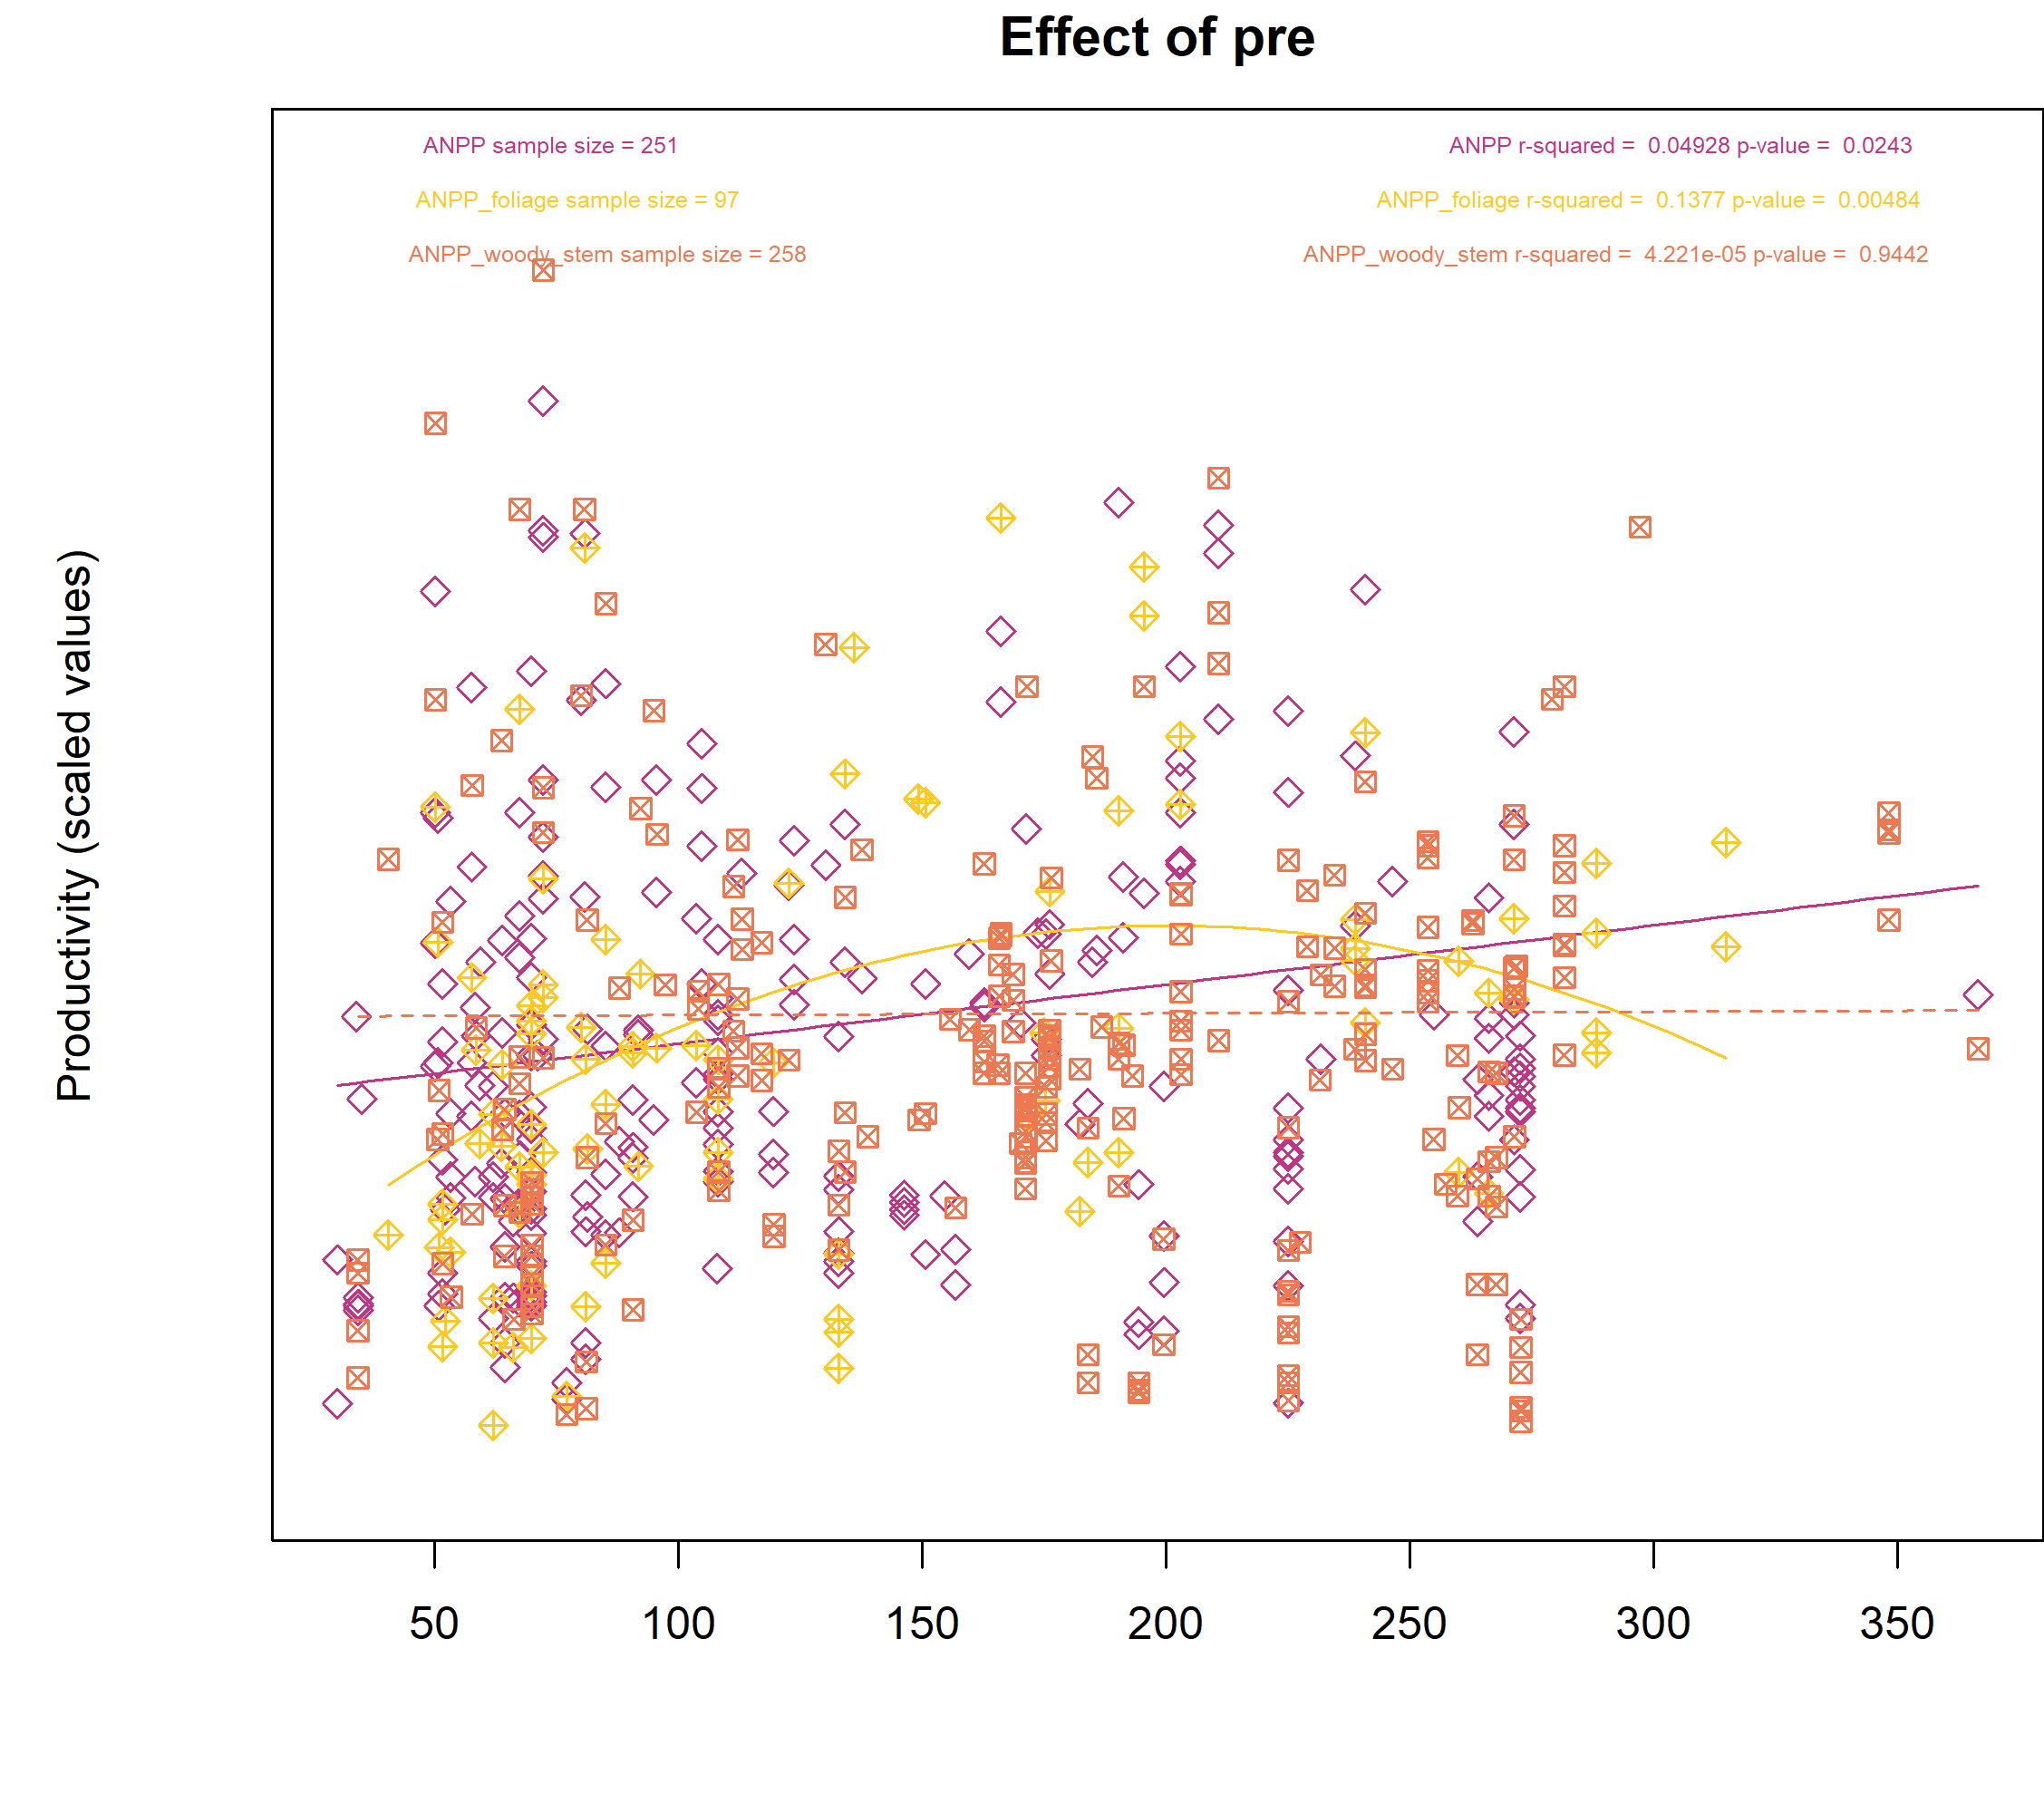 Effect of pre
ANPP sample size = 251
ANPP r-squared = 0.04928 p-value = 0.0243
ANPP_foliage sample size = 97
ANPP_foliage r-squared = 0.1377 p-value = 0.00484
ANPP_woody_stem sample size = 258
ANPP_woody_stem r-squared = 4.221e-05 p-value = 0.9442
Productivity (scaled values)
50 100 150 200 250 300 350